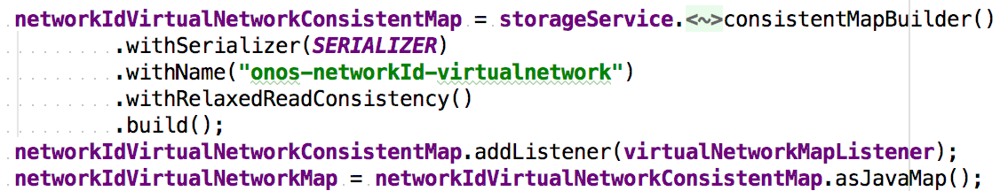 networkIdVirtualNetworkConsistentMap = storageService.<~>consistentMapBuilder()
.withSerializer(SERIALIZER)
.withName("onos-networkId-virtualnetwork")
.withRelaxedReadConsistency()
.build();
networkIdVirtualNetworkConsistentMap.addListener(virtualNetworkMapListener);
networkIdVirtualNetworkMap = networkIdVirtualNetworkConsistentMap.asJavaMap();